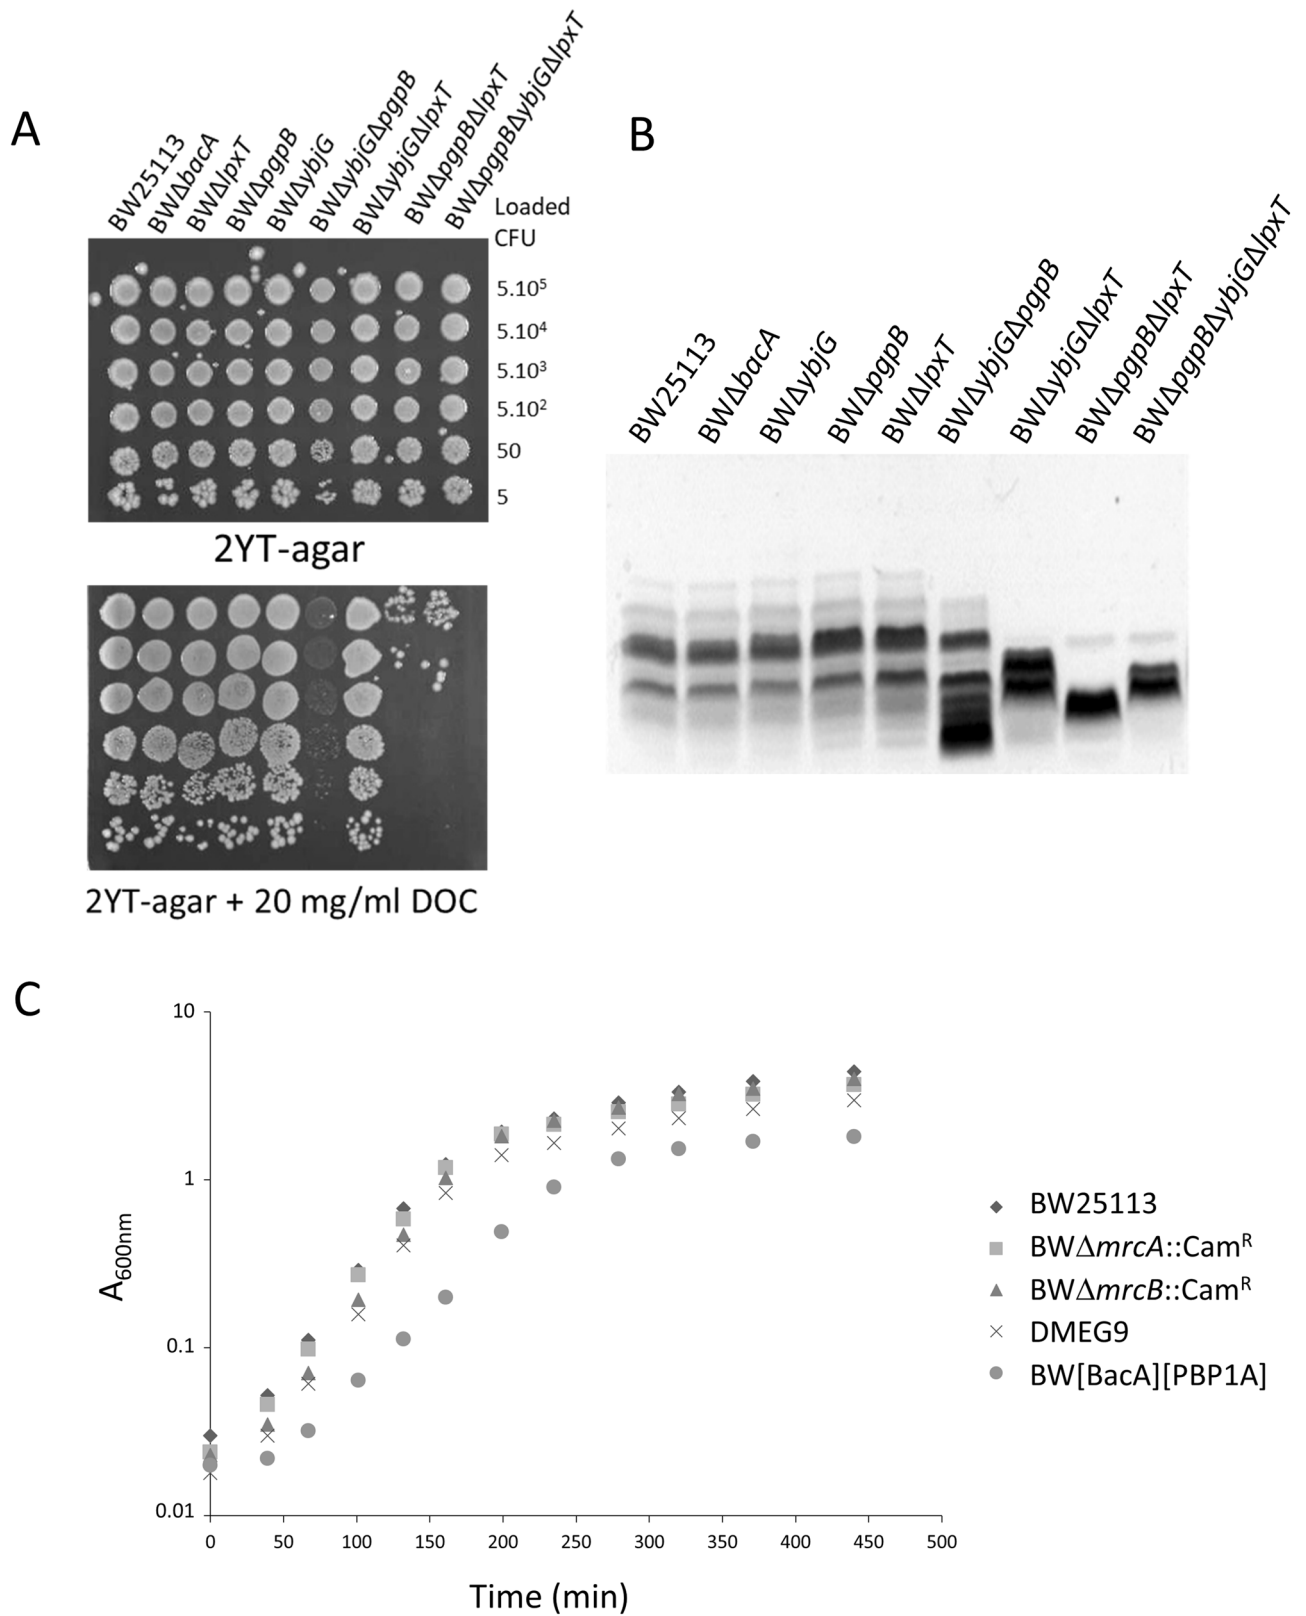 A
BW25113
BWΔbacA
BWΔlpxT
BWΔpgpB
BWΔybjG
BWΔybjGΔpgpB
BWΔybjGΔlpxT
BWΔpgpBΔlpxT
BWΔpgpBΔybjGΔlpxT
Loaded
CFU
5.10⁵
5.10⁴
5.10³
5.10²
50
5
2YT-agar
2YT-agar + 20 mg/ml DOC
B
BW25113
BWΔbacA
BWΔybjG
BWΔpgpB
BWΔlpxT
BWΔybjGΔpgpB
BWΔybjGΔlpxT
BWΔpgpBΔlpxT
BWΔpgpBΔybjGΔlpxT
C
10
1
0.1
0.01
A600nm
0 50 100 150 200 250 300 350 400 450 500
Time (min)
BW25113
BWΔmrcA::Camᴿ
BWΔmrcB::Camᴿ
DMEG9
BW[BacA][PBP1A]